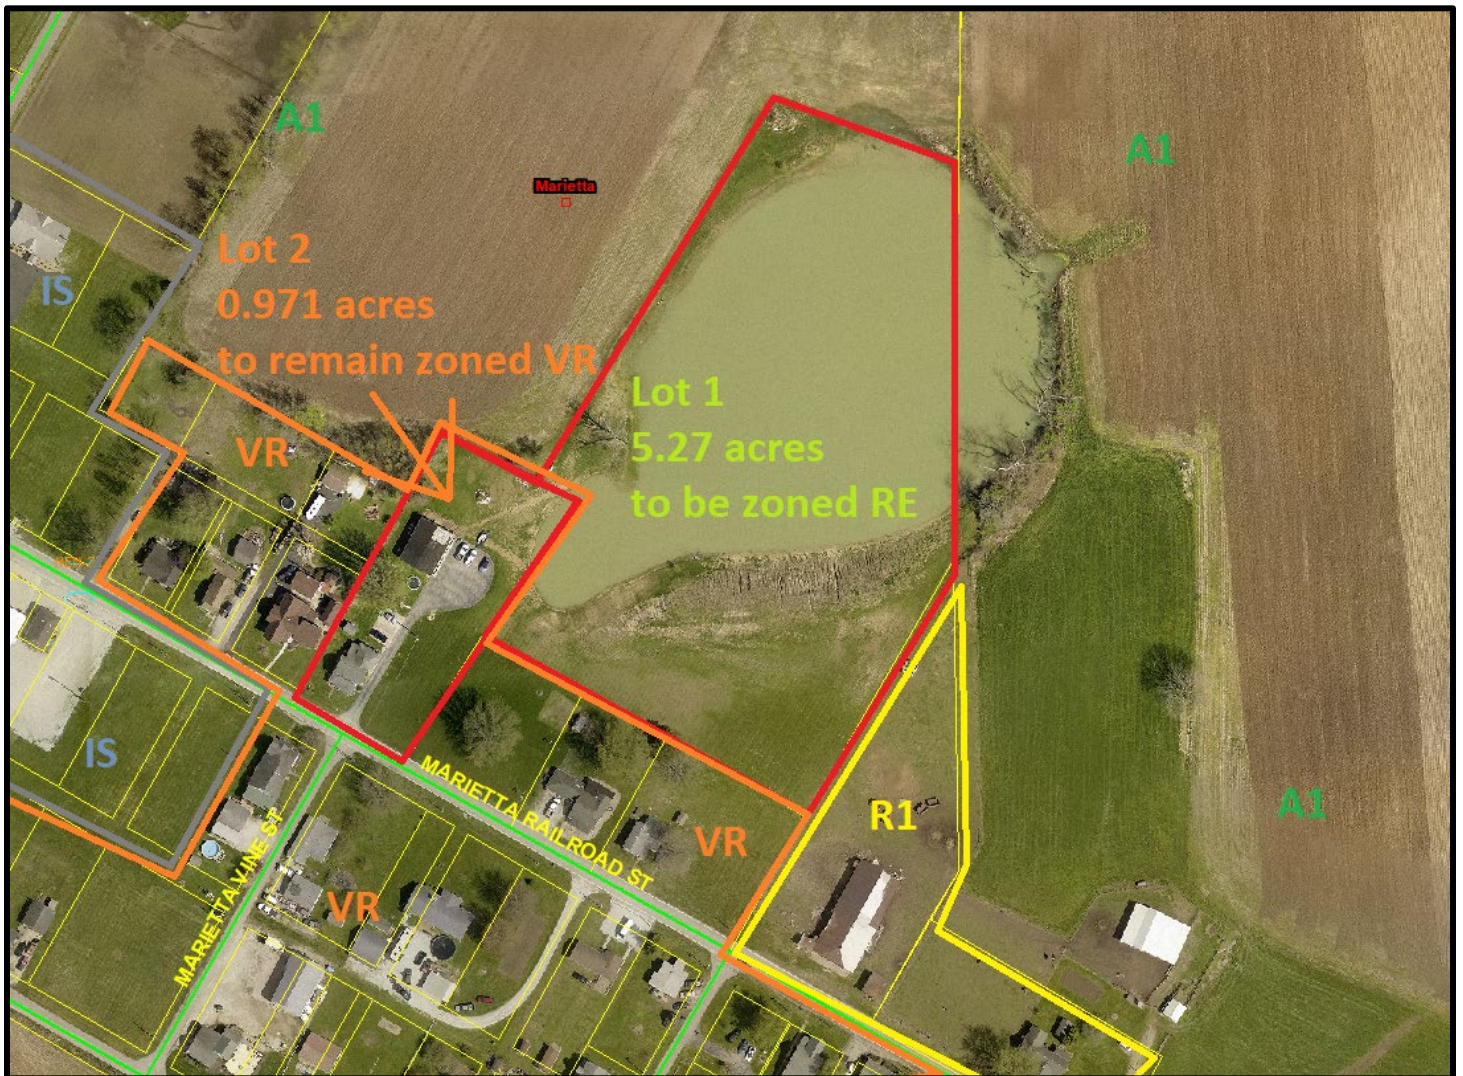 A1
A1
Marietta
Lot 2
0.971 acres
to remain zoned VR
IS
Lot 1
5.27 acres
to be zoned RE
VR
IS
MARIETTA RAILROAD ST
R1
A1
VR
MARIETTA VINE ST
VR